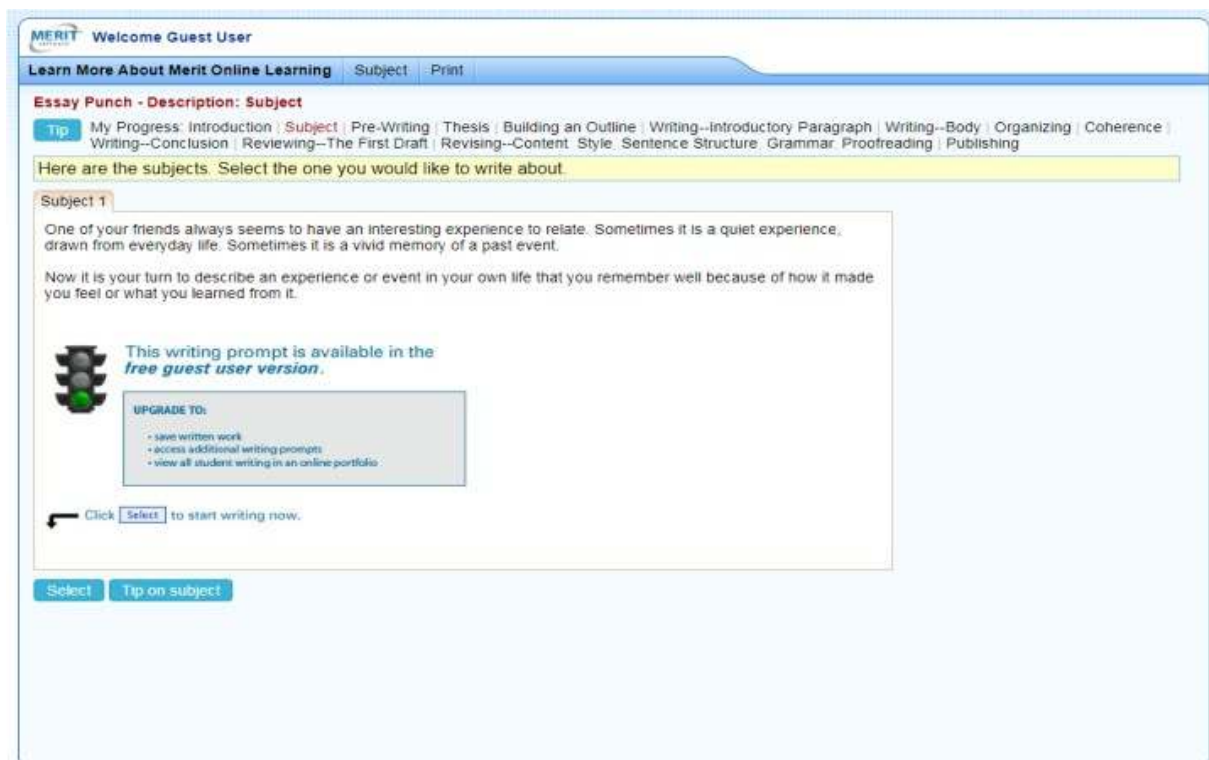 MERIT
Welcome Guest User
Learn More About Merit Online Learning Subject Print
Essay Punch - Description: Subject
Tip My Progress: Introduction | Subject | Pre-Writing | Thesis | Building an Outline | Writing--Introductory Paragraph | Writing--Body | Organizing | Coherence |
Writing--Conclusion | Reviewing--The First Draft | Revising--Content, Style, Sentence Structure, Grammar, Proofreading | Publishing
Here are the subjects. Select the one you would like to write about.
Subject 1
One of your friends always seems to have an interesting experience to relate. Sometimes it is a quiet experience,
drawn from everyday life. Sometimes it is a vivid memory of a past event.
Now it is your turn to describe an experience or event in your own life that you remember well because of how it made
you feel or what you learned from it.
This writing prompt is available in the
free guest user version.
UPGRADE TO:
• save written work
• access additional writing prompts
• view all student writing in an online portfolio
Click Select to start writing now.
Select Tip on subject